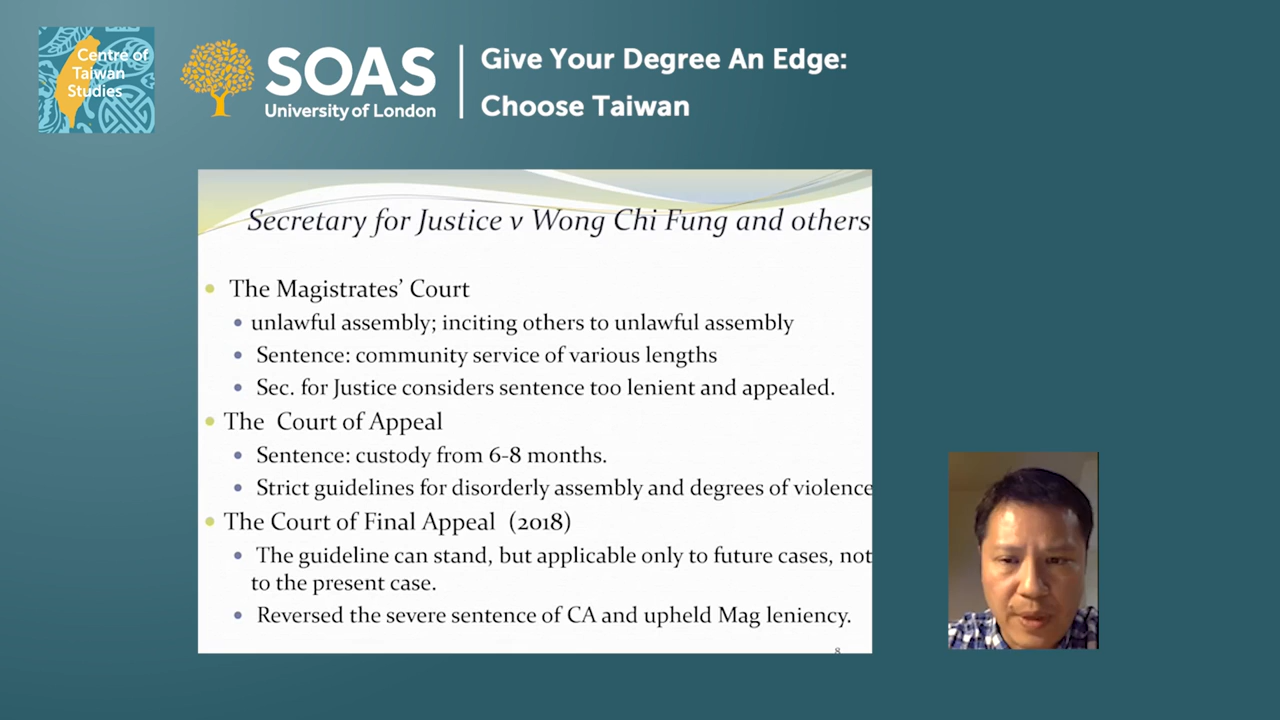 Centre of
Taiwan
Studies
SOAS
University of London
Give Your Degree An Edge:
Choose Taiwan
Secretary for Justice v Wong Chi Fung and others
The Magistrates’ Court
unlawful assembly; inciting others to unlawful assembly
Sentence: community service of various lengths
Sec. for Justice considers sentence too lenient and appealed.
The Court of Appeal
Sentence: custody from 6-8 months.
Strict guidelines for disorderly assembly and degrees of violence
The Court of Final Appeal (2018)
The guideline can stand, but applicable only to future cases, not
to the present case.
Reversed the severe sentence of CA and upheld Mag leniency.
8